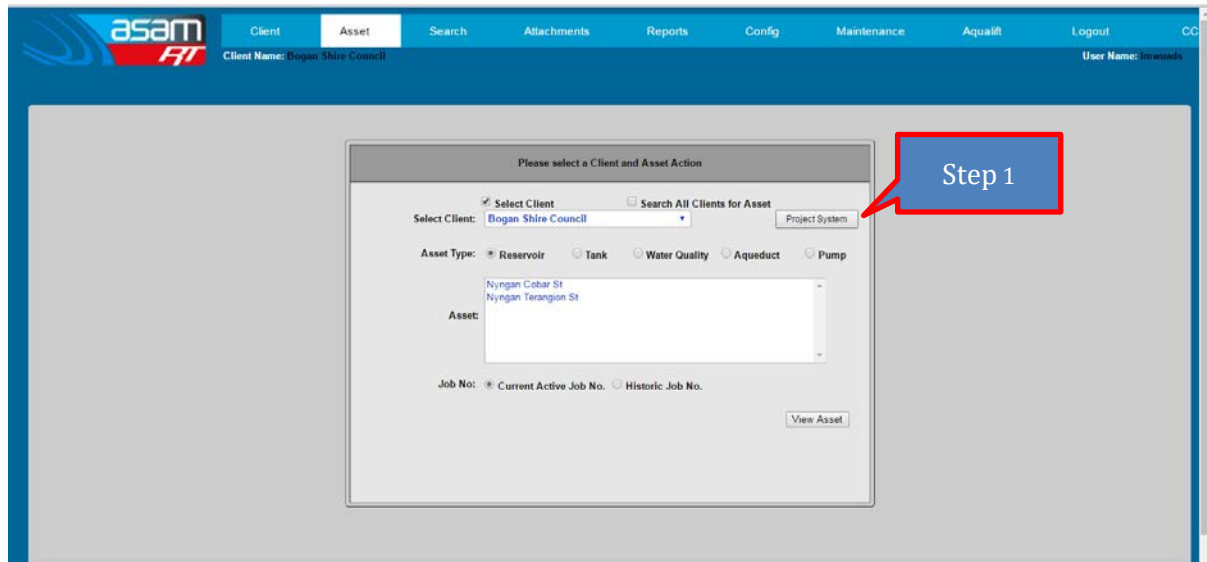 asam Client Asset Search Attachments Reports Config Maintenance Aqualift Logout CC
RT Client Name: Bogan Shire Council User Name: lmwuads
Please select a Client and Asset Action
Step 1
Select Client Search All Clients for Asset
Select Client: Bogan Shire Council Project System
Asset Type: Reservoir Tank Water Quality Aqueduct Pump
Nyngan Cobar St
Nyngan Terangion St
Asset:
Job No: Current Active Job No. Historic Job No.
View Asset